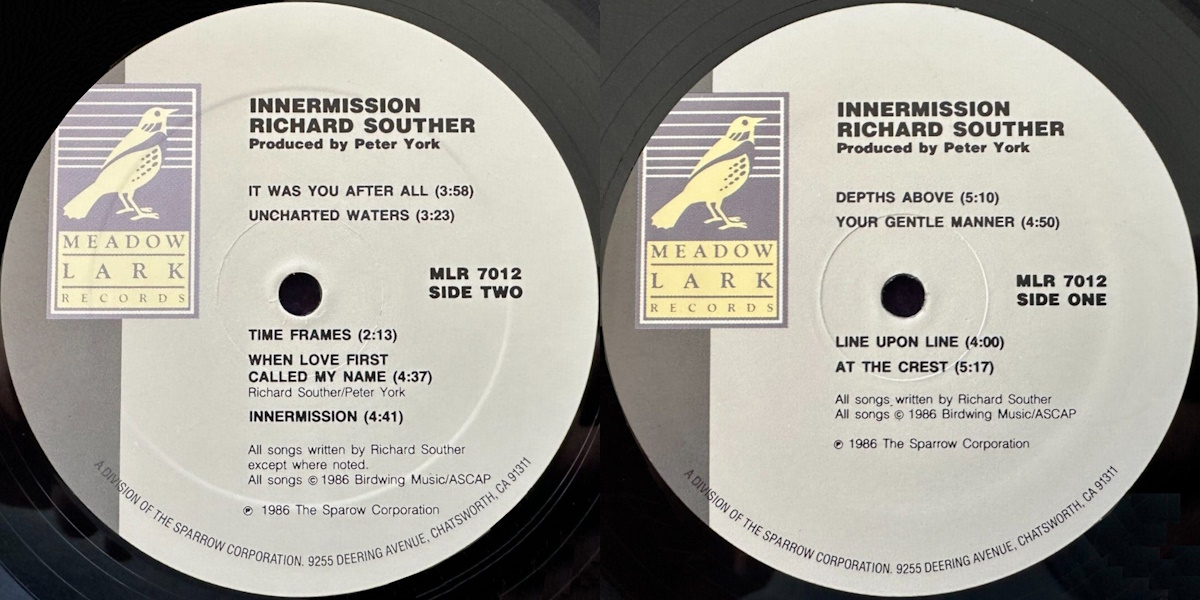 INNERMISSION
RICHARD SOUTHER
Produced by Peter York
IT WAS YOU AFTER ALL (3:58)
UNCHARTED WATERS (3:23)
MEADOW
LARK
RECORDS
MLR 7012
SIDE TWO
TIME FRAMES (2:13)
WHEN LOVE FIRST
CALLED MY NAME (4:37)
Richard Souther/Peter York
INNERMISSION (4:41)
All songs written by Richard Souther
except where noted.
All songs © 1986 Birdwing Music/ASCAP
℗ 1986 The Sparow Corporation
A DIVISION OF THE SPARROW CORPORATION. 9255 DEERING AVENUE, CHATSWORTH, CA 91311
INNERMISSION
RICHARD SOUTHER
Produced by Peter York
DEPTHS ABOVE (5:10)
YOUR GENTLE MANNER (4:50)
MEADOW
LARK
RECORDS
MLR 7012
SIDE ONE
LINE UPON LINE (4:00)
AT THE CREST (5:17)
All songs written by Richard Souther
All songs © 1986 Birdwing Music/ASCAP
℗ 1986 The Sparrow Corporation
A DIVISION OF THE SPARROW CORPORATION. 9255 DEERING AVENUE, CHATSWORTH, CA 91311